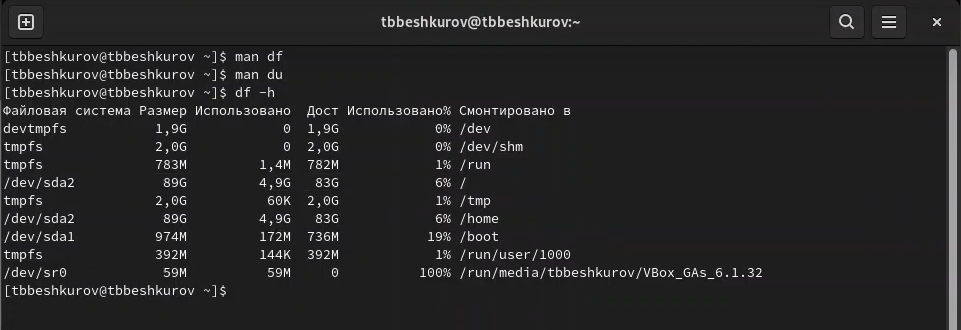 tbbeshkurov@tbbeshkurov:~
[tbbeshkurov@tbbeshkurov ~]$ man df
[tbbeshkurov@tbbeshkurov ~]$ man du
[tbbeshkurov@tbbeshkurov ~]$ df -h
Файловая система Размер Использовано  Дост Использовано% Смонтировано в
devtmpfs           1,9G            0  1,9G            0% /dev
tmpfs              2,0G            0  2,0G            0% /dev/shm
tmpfs              783M         1,4M  782M            1% /run
/dev/sda2           89G         4,9G   83G            6% /
tmpfs              2,0G          60K  2,0G            1% /tmp
/dev/sda2           89G         4,9G   83G            6% /home
/dev/sda1          974M         172M  736M           19% /boot
tmpfs              392M         144K  392M            1% /run/user/1000
/dev/sr0            59M          59M     0          100% /run/media/tbbeshkurov/VBox_GAs_6.1.32
[tbbeshkurov@tbbeshkurov ~]$